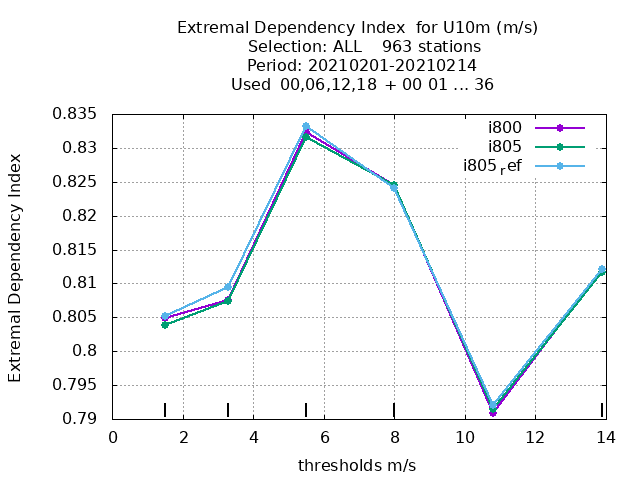 Extremal Dependency Index for U10m (m/s)
Selection: ALL 963 stations
Period: 20210201-20210214
Used 00,06,12,18 + 00 01 ... 36
Extremal Dependency Index
0.835
0.83
0.825
0.82
0.815
0.81
0.805
0.8
0.795
0.79
i800
i805
i805ref
0 2 4 6 8 10 12 14
thresholds m/s